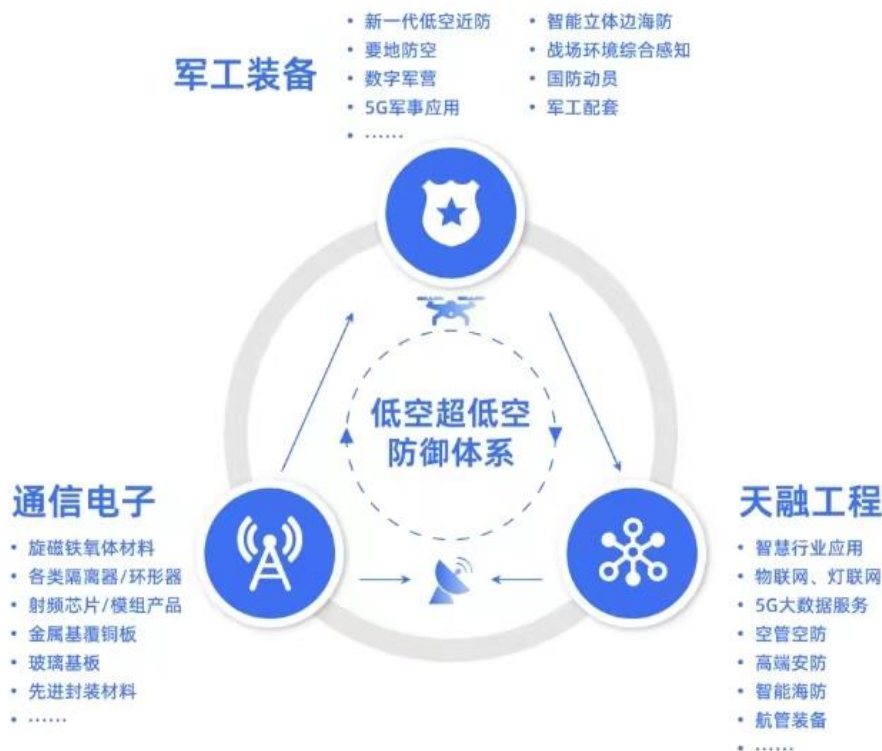 军工装备
• 新一代低空近防
• 要地防空
• 数字军营
• 5G军事应用
• ……
• 智能立体边海防
• 战场环境综合感知
• 国防动员
• 军工配套
低空超低空
防御体系
通信电子
• 旋磁铁氧体材料
• 各类隔离器/环形器
• 射频芯片/模组产品
• 金属基覆铜板
• 玻璃基板
• 先进封装材料
• ……
天融工程
• 智慧行业应用
• 物联网、灯联网
• 5G大数据服务
• 空管空防
• 高端安防
• 智能海防
• 航管装备
• ……